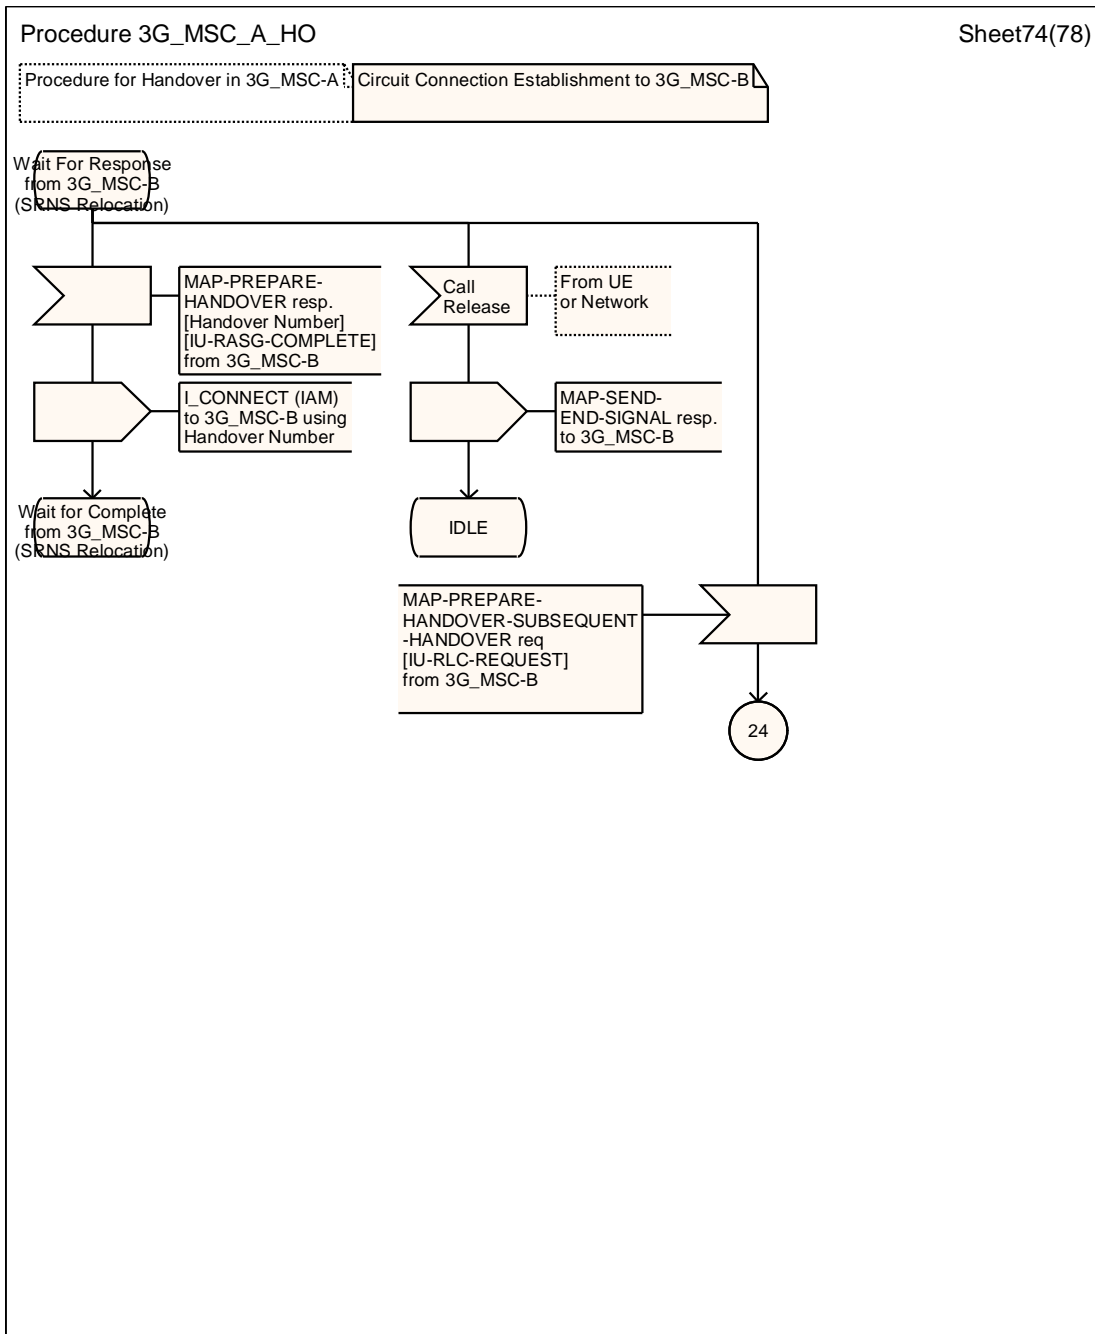 Procedure 3G_MSC_A_HO
Sheet74(78)
Procedure for Handover in 3G_MSC-A
Circuit Connection Establishment to 3G_MSC-B
Wait For Response
from 3G_MSC-B
(SRNS Relocation)
MAP-PREPARE-
HANDOVER resp.
[Handover Number]
[IU-RASG-COMPLETE]
from 3G_MSC-B
Call
Release
From UE
or Network
I_CONNECT (IAM)
to 3G_MSC-B using
Handover Number
MAP-SEND-
END-SIGNAL resp.
to 3G_MSC-B
Wait for Complete
from 3G_MSC-B
(SRNS Relocation)
IDLE
MAP-PREPARE-
HANDOVER-SUBSEQUENT
-HANDOVER req
[IU-RLC-REQUEST]
from 3G_MSC-B
24